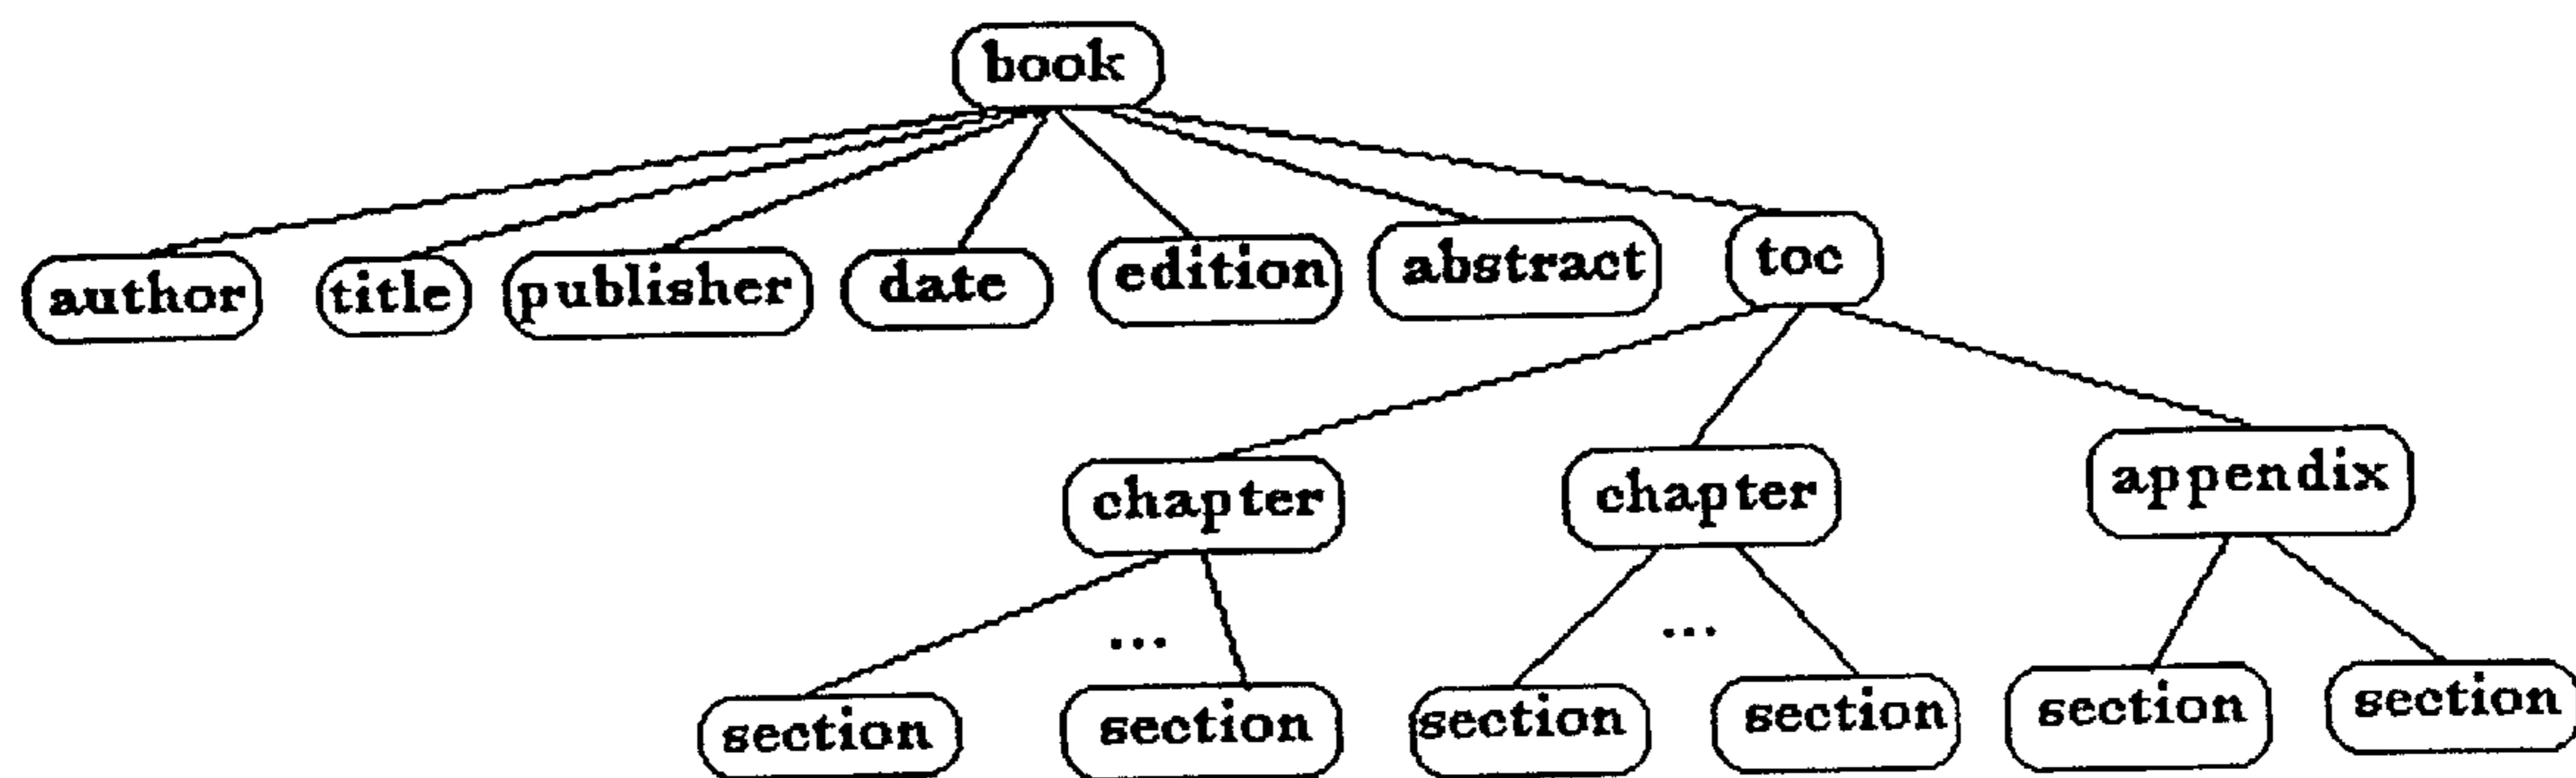 book
author title publisher date edition abstract toc
chapter chapter appendix
... ...
section section section section section section